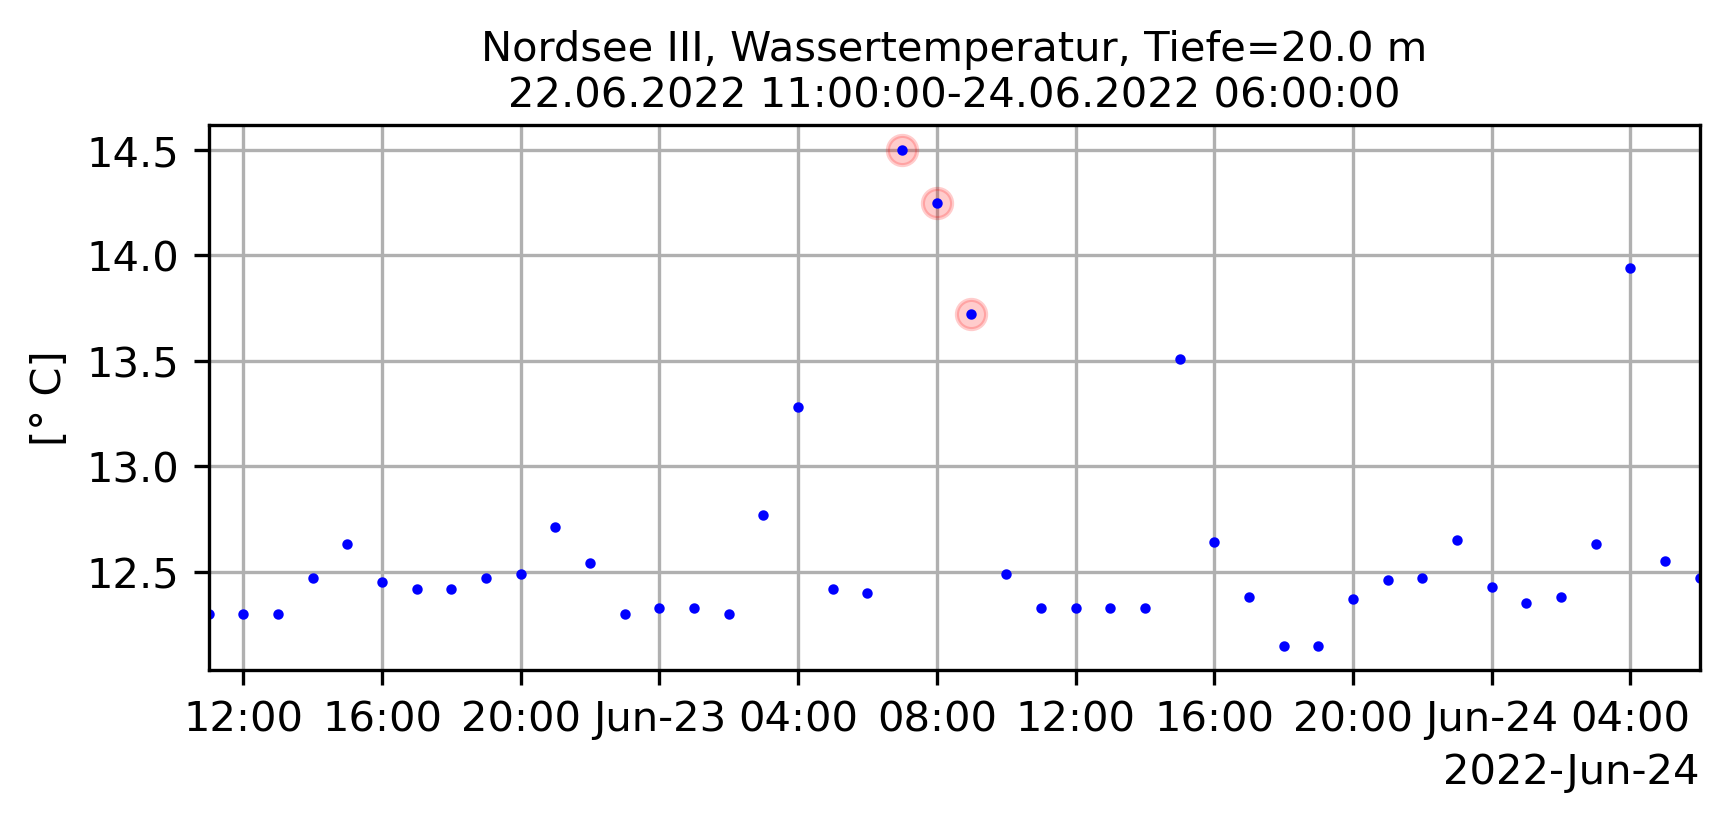 Nordsee III, Wassertemperatur, Tiefe=20.0 m
22.06.2022 11:00:00-24.06.2022 06:00:00
14.5
14.0
13.5
13.0
12.5
[° C]
12:00 16:00 20:00 Jun-23 04:00 08:00 12:00 16:00 20:00 Jun-24 04:00
2022-Jun-24